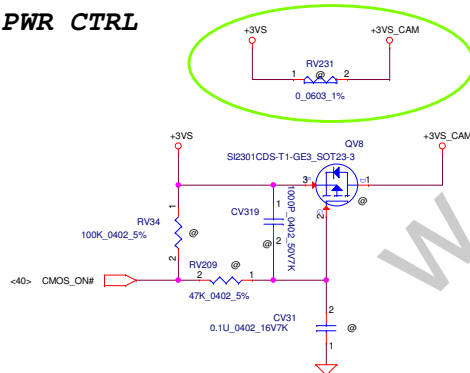 PWR CTRL
+3VS
+3VS_CAM
RV231
1
@
2
0_0603_1%
+3VS
QV8
+3VS_CAM
SI2301CDS-T1-GE3_SOT23-3
3
1
1
1
CV319
1000P_0402_50V7K
2
@
RV34
100K_0402_5%
@
2
@
2
<40>
CMOS_ON#
RV209
@
2
1
47K_0402_5%
CV31
2
0.1U_0402_16V7K
@
1
W